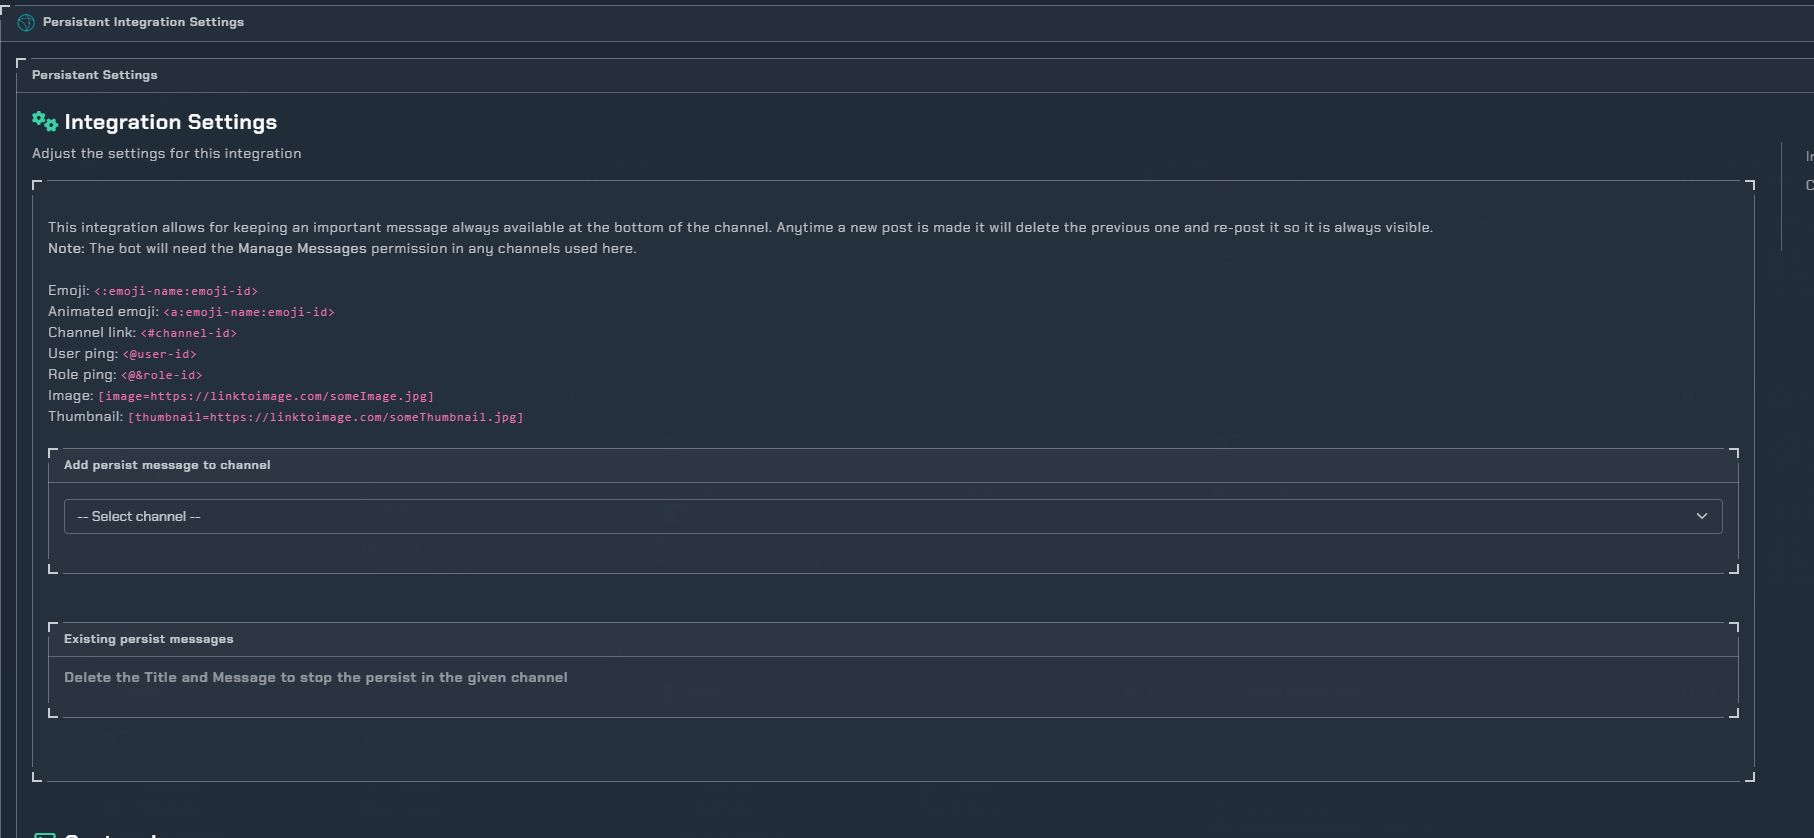 Persistent Integration Settings
Persistent Settings
Integration Settings
Adjust the settings for this integration
This integration allows for keeping an important message always available at the bottom of the channel. Anytime a new post is made it will delete the previous one and re-post it so it is always visible.
Note: The bot will need the Manage Messages permission in any channels used here.
Emoji: <:emoji-name:emoji-id>
Animated emoji: <a:emoji-name:emoji-id>
Channel link: <#channel-id>
User ping: <@user-id>
Role ping: <@&role-id>
Image: [image=https://linktoimage.com/someImage.jpg]
Thumbnail: [thumbnail=https://linktoimage.com/someThumbnail.jpg]
Add persist message to channel
-- Select channel --
Existing persist messages
Delete the Title and Message to stop the persist in the given channel